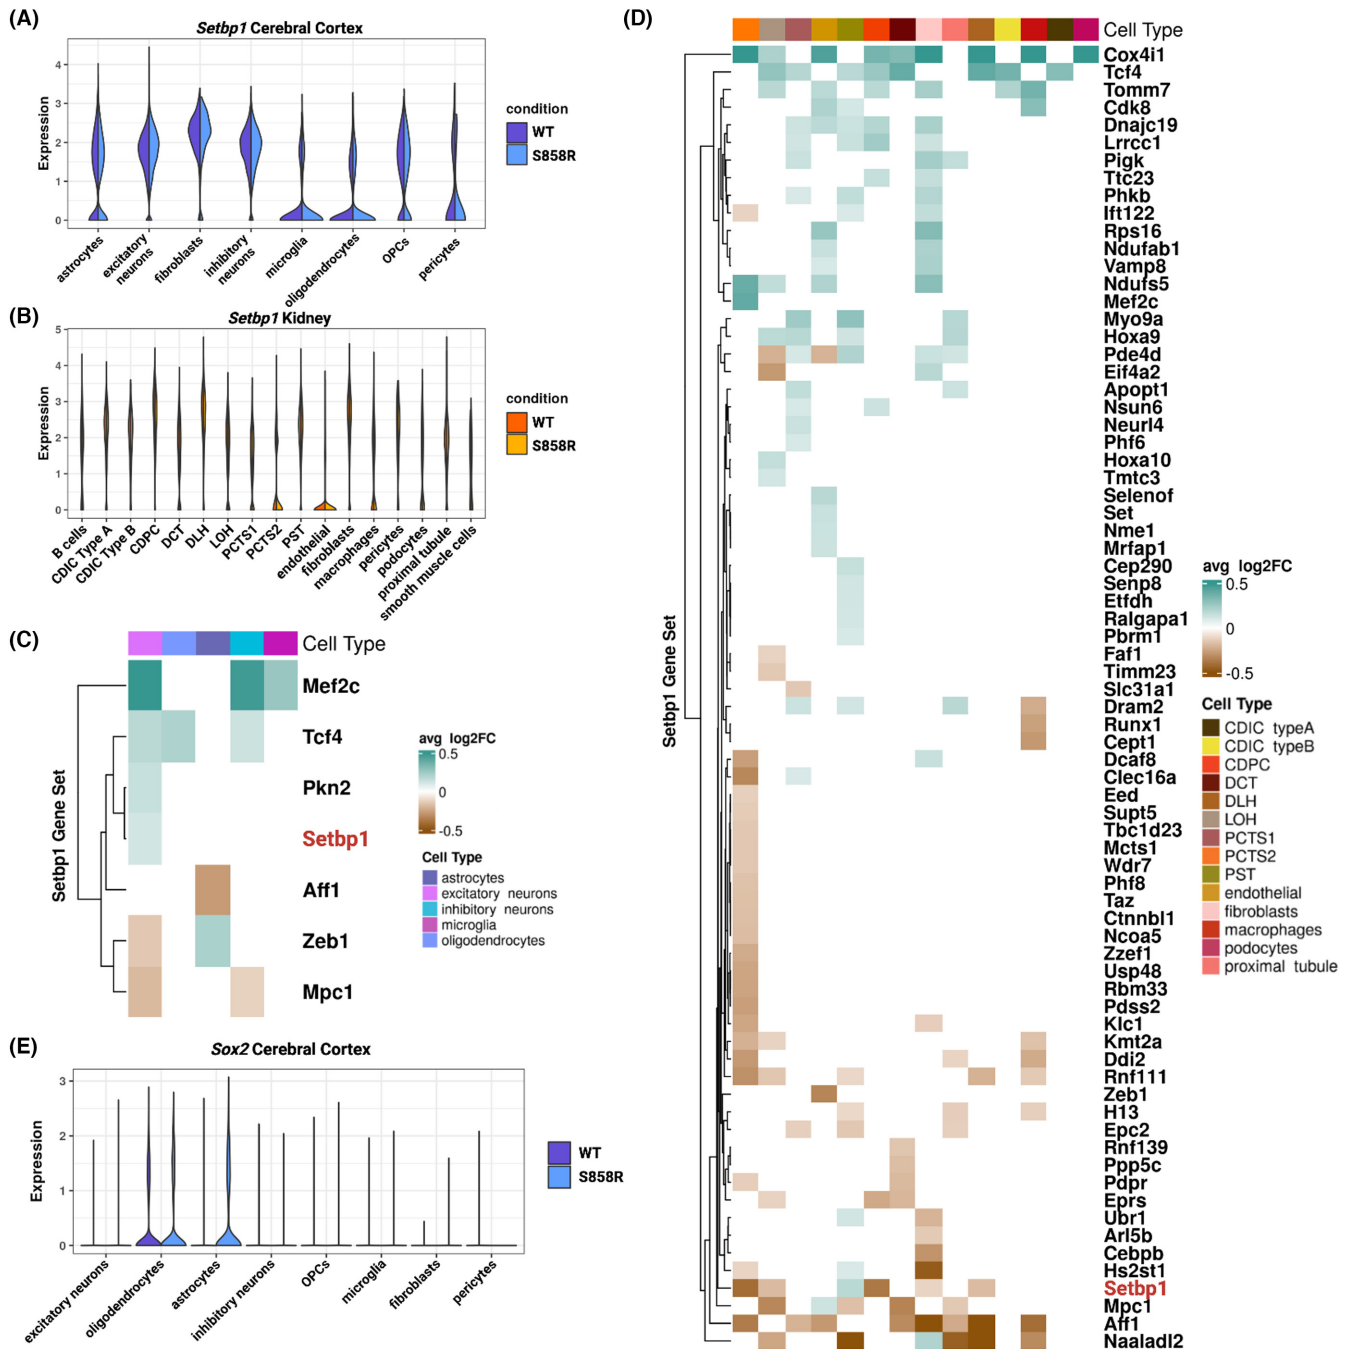 (A)
Setbp1 Cerebral Cortex
Expression
4
3
2
1
0
astrocytes
excitatory
neurons
fibroblasts
inhibitory
neurons
microglia
oligodendrocytes
OPCs
pericytes
condition
WT
S858R
(B)
Setbp1 Kidney
Expression
5
4
3
2
1
0
B cells
CDIC Type A
CDIC Type B
CDPC
DCT
DLH
LOH
PCTS1
PCTS2
PST
endothelial
fibroblasts
macrophages
pericytes
podocytes
proximal tubule
smooth muscle cells
condition
WT
S858R
(C)
Cell Type
Setbp1 Gene Set
Mef2c
Tcf4
Pkn2
Setbp1
Aff1
Zeb1
Mpc1
avg log2FC
0.5
0
-0.5
Cell Type
astrocytes
excitatory neurons
inhibitory neurons
microglia
oligodendrocytes
(E)
Sox2 Cerebral Cortex
Expression
3
2
1
0
excitatory neurons
oligodendrocytes
astrocytes
inhibitory neurons
OPCs
microglia
fibroblasts
pericytes
WT
S858R
(D)
Cell Type
Setbp1 Gene Set
Cox4i1
Tcf4
Tomm7
Cdk8
Dnajc19
Lrrcc1
Pigk
Ttc23
Phkb
Ift122
Rps16
Ndufab1
Vamp8
Ndufs5
Mef2c
Myo9a
Hoxa9
Pde4d
Eif4a2
Apopt1
Nsun6
Neurl4
Phf6
Hoxa10
Tmtc3
Selenof
Set
Nme1
Mrfap1
Cep290
Senp8
Etfdh
Ralgapa1
Pbrm1
Faf1
Timm23
Slc31a1
Dram2
Runx1
Cept1
Dcaf8
Clec16a
Eed
Supt5
Tbc1d23
Mcts1
Wdr7
Phf8
Taz
Ctnnbl1
Ncoa5
Zzef1
Usp48
Rbm33
Pdss2
Klc1
Kmt2a
Ddi2
Rnf111
Zeb1
H13
Epc2
Rnf139
Ppp5c
Pdpr
Eprs
Ubr1
Arl5b
Cebpb
Hs2st1
Setbp1
Mpc1
Aff1
Naaladl2
avg log2FC
0.5
0
-0.5
Cell Type
CDIC typeA
CDIC typeB
CDPC
DCT
DLH
LOH
PCTS1
PCTS2
PST
endothelial
fibroblasts
macrophages
podocytes
proximal tubule